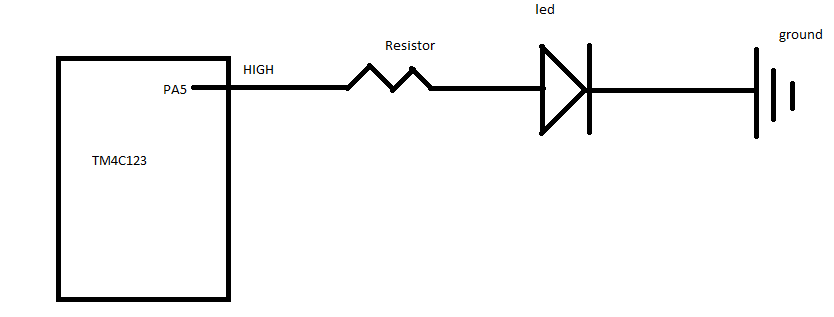 led
ground
Resistor
HIGH
PA5
TM4C123